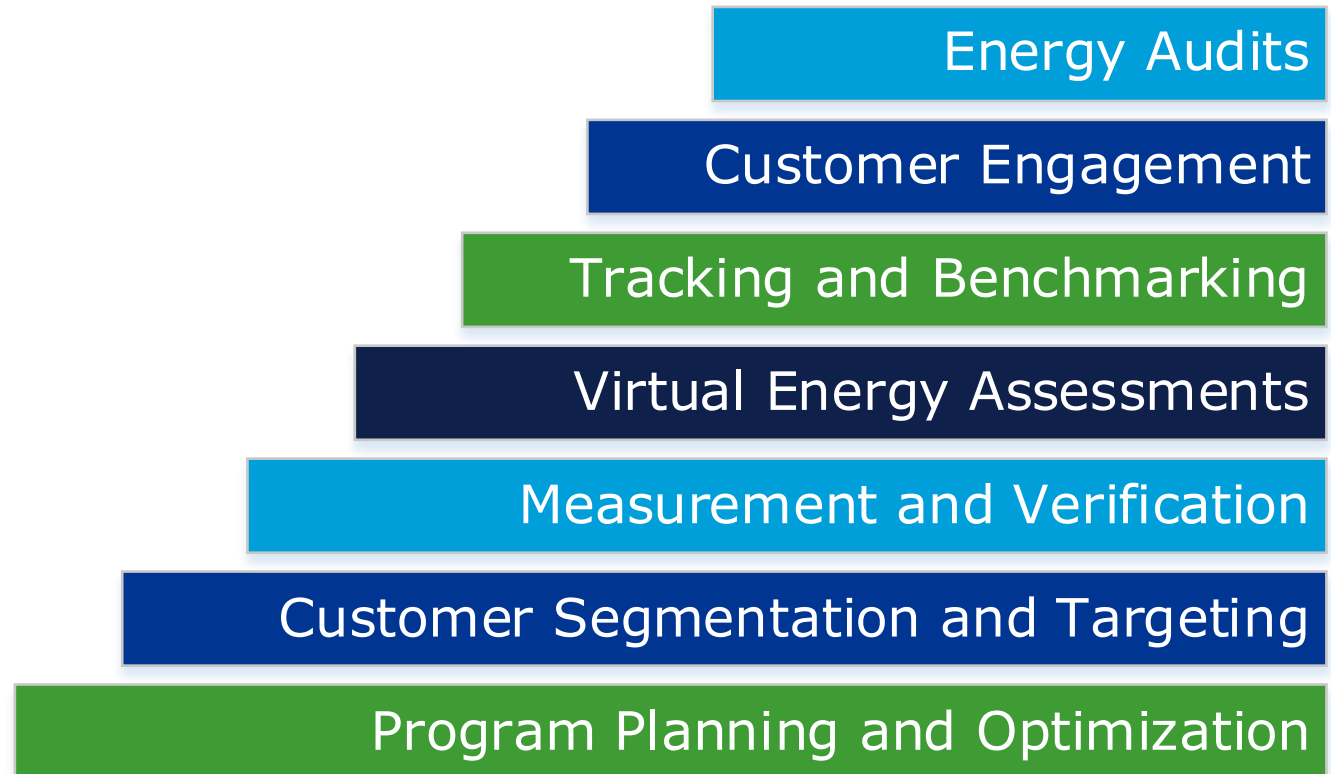 Energy Audits
Customer Engagement
Tracking and Benchmarking
Virtual Energy Assessments
Measurement and Verification
Customer Segmentation and Targeting
Program Planning and Optimization